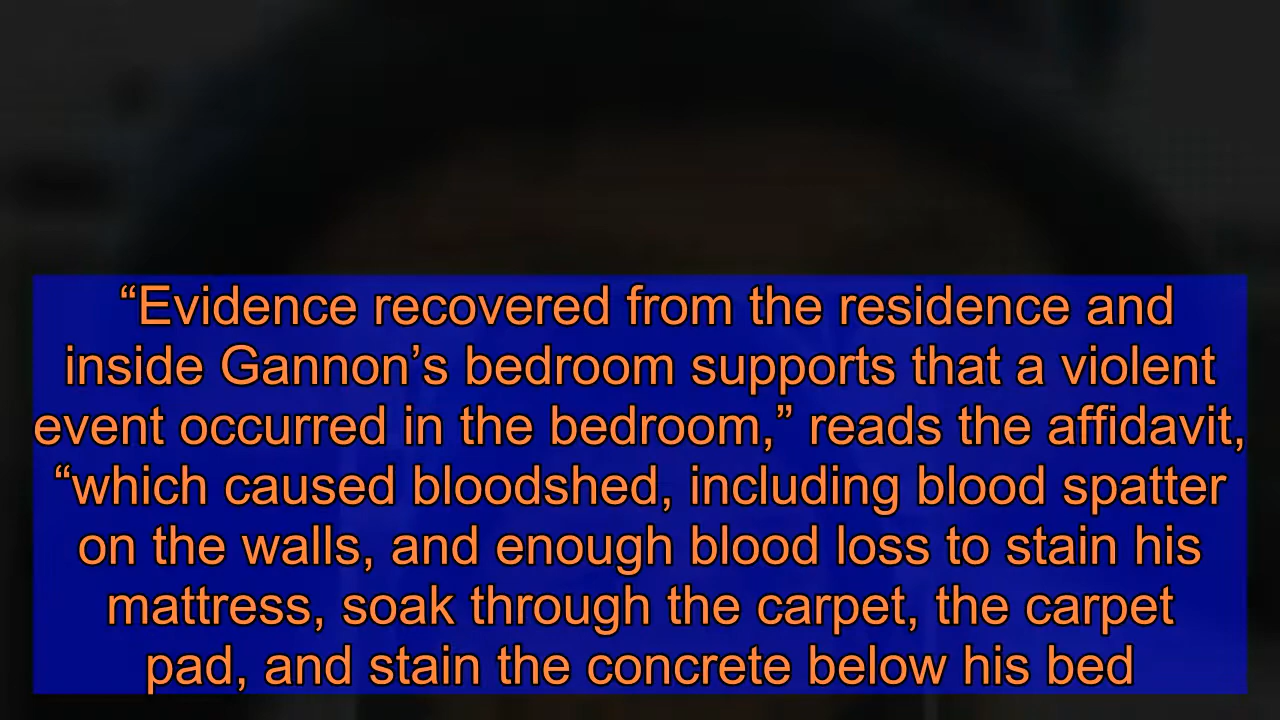 “Evidence recovered from the residence and
inside Gannon’s bedroom supports that a violent
event occurred in the bedroom,” reads the affidavit,
“which caused bloodshed, including blood spatter
on the walls, and enough blood loss to stain his
mattress, soak through the carpet, the carpet
pad, and stain the concrete below his bed